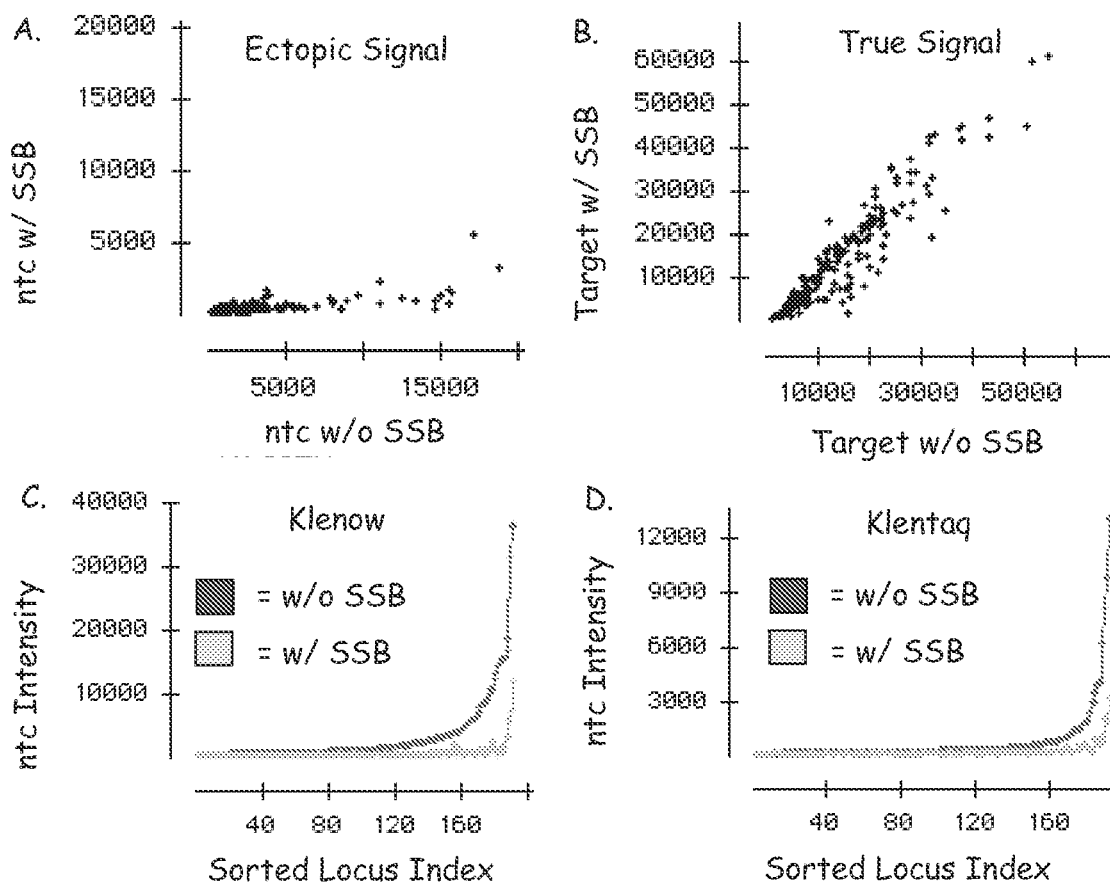 A.
Ectopic Signal
20000
15000
10000
5000
ntc w/ SSB
5000 15000
ntc w/o SSB
B.
True Signal
60000
50000
40000
30000
20000
10000
Target w/ SSB
10000 30000 50000
Target w/o SSB
C.
Klenow
40000
30000
20000
10000
ntc Intensity
= w/o SSB
= w/ SSB
40 80 120 160
Sorted Locus Index
D.
Klentaq
12000
9000
6000
3000
ntc Intensity
= w/o SSB
= w/ SSB
40 80 120 160
Sorted Locus Index